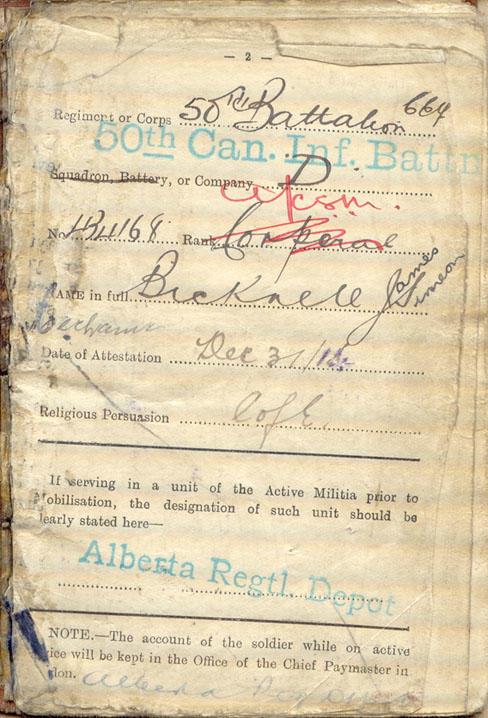 — 2 —
664
Regiment or Corps 50th Battalion
50th Can. Inf. Battn
Squadron, Battery, or Company D
No. Rank Corporal
NAME in full Bicknell James Simeon
Date of Attestation Dec 31/14
Religious Persuasion C of E.
If serving in a unit of the Active Militia prior to
Mobilisation, the designation of such unit should be
learly stated here—
Alberta Regtl. Depot
NOTE.—The account of the soldier while on active
ice will be kept in the Office of the Chief Paymaster in
don. Alberta